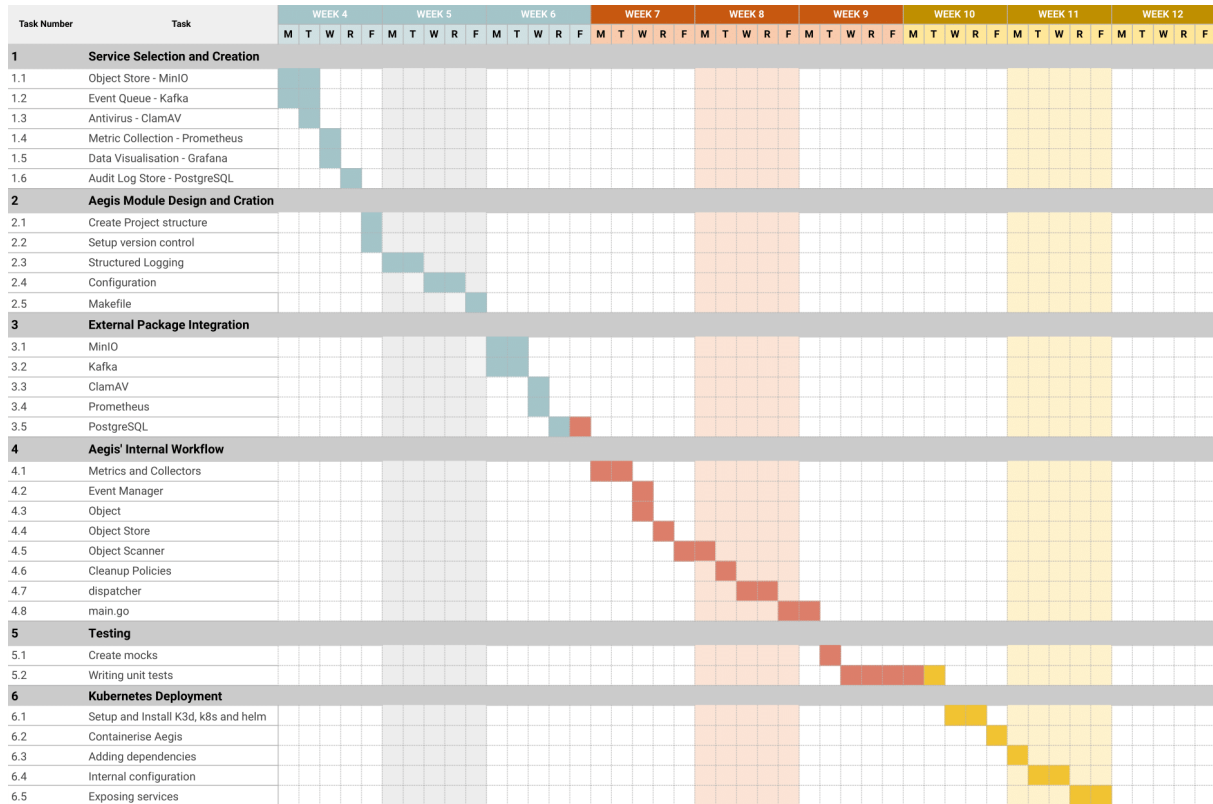 Task Number Task WEEK 4 WEEK 5 WEEK 6 WEEK 7 WEEK 8 WEEK 9 WEEK 10 WEEK 11 WEEK 12
M T W R F M T W R F M T W R F M T W R F M T W R F M T W R F M T W R F M T W R F M T W R F
1 Service Selection and Creation
1.1 Object Store - MinIO
1.2 Event Queue - Kafka
1.3 Antivirus - ClamAV
1.4 Metric Collection - Prometheus
1.5 Data Visualisation - Grafana
1.6 Audit Log Store - PostgreSQL
2 Aegis Module Design and Cration
2.1 Create Project structure
2.2 Setup version control
2.3 Structured Logging
2.4 Configuration
2.5 Makefile
3 External Package Integration
3.1 MinIO
3.2 Kafka
3.3 ClamAV
3.4 Prometheus
3.5 PostgreSQL
4 Aegis' Internal Workflow
4.1 Metrics and Collectors
4.2 Event Manager
4.3 Object
4.4 Object Store
4.5 Object Scanner
4.6 Cleanup Policies
4.7 dispatcher
4.8 main.go
5 Testing
5.1 Create mocks
5.2 Writing unit tests
6 Kubernetes Deployment
6.1 Setup and Install K3d, k8s and helm
6.2 Containerise Aegis
6.3 Adding dependencies
6.4 Internal configuration
6.5 Exposing services